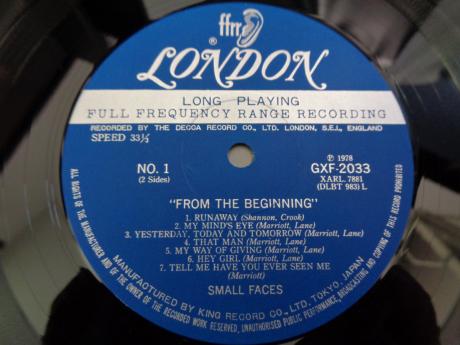 ffrr
® LONDON
LONG PLAYING
FULL FREQUENCY RANGE RECORDING
RECORDED BY THE DECCA RECORD CO., LTD. LONDON, S.E.I., ENGLAND
SPEED 33⅓
NO. 1
(2 Sides)
℗ 1978
GXF-2033
XARL. 7881
(DLBT 983) L
"FROM THE BEGINNING"
1. RUNAWAY (Shannon, Crook)
2. MY MINDS EYE (Marriott, Lane)
3. YESTERDAY, TODAY AND TOMORROW (Marriott, Lane)
4. THAT MAN (Marriott, Lane)
5. MY WAY OF GIVING (Marriott, Lane)
6. HEY GIRL (Marriott, Lane)
7. TELL ME HAVE YOU EVER SEEN ME
(Marriott)
SMALL FACES
MANUFACTURED BY KING RECORD CO., LTD. TOKYO, JAPAN
ALL RIGHTS OF THE MANUFACTURER AND OF THE OWNER OF THE RECORDED WORK RESERVED, UNAUTHORISED PUBLIC PERFORMANCE, BROADCASTING AND COPYING OF THIS RECORD PROHIBITED